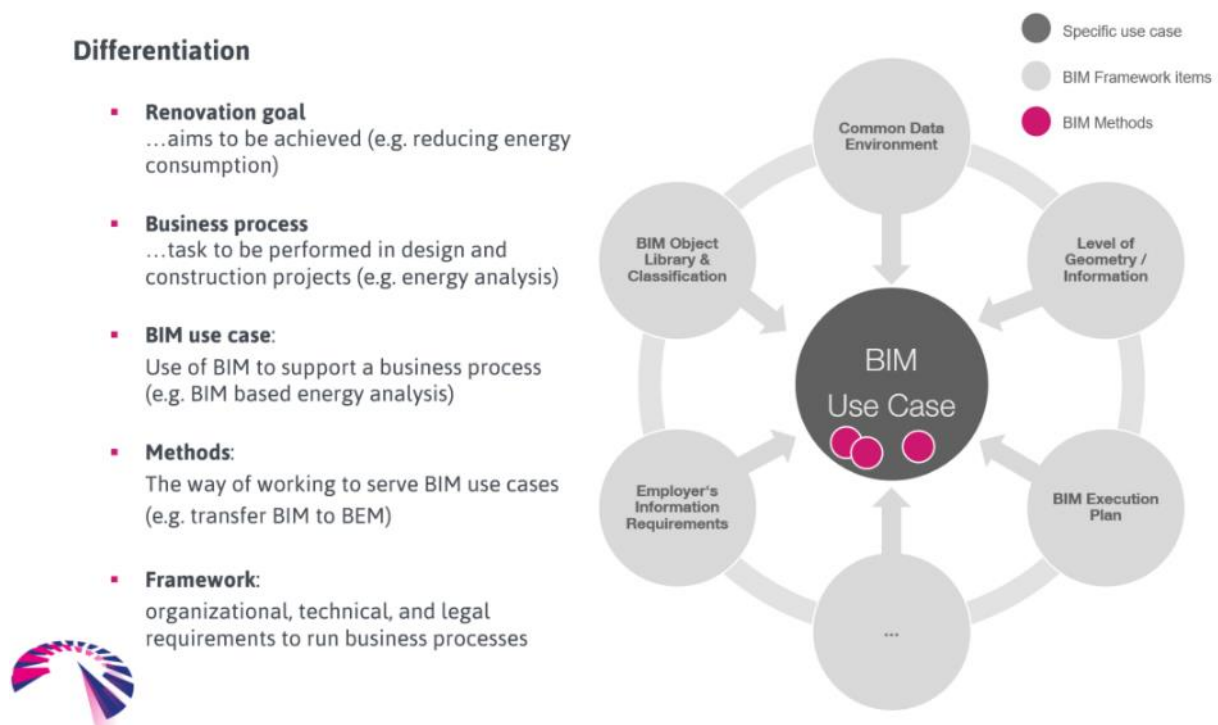 Differentiation
▪ Renovation goal
…aims to be achieved (e.g. reducing energy
consumption)
▪ Business process
…task to be performed in design and
construction projects (e.g. energy analysis)
▪ BIM use case:
Use of BIM to support a business process
(e.g. BIM based energy analysis)
▪ Methods:
The way of working to serve BIM use cases
(e.g. transfer BIM to BEM)
▪ Framework:
organizational, technical, and legal
requirements to run business processes
Specific use case
BIM Framework items
BIM Methods
Common Data
Environment
BIM Object
Library &
Classification
Level of
Geometry /
Information
BIM
Use Case
Employer‘s
Information
Requirements
BIM Execution
Plan
...